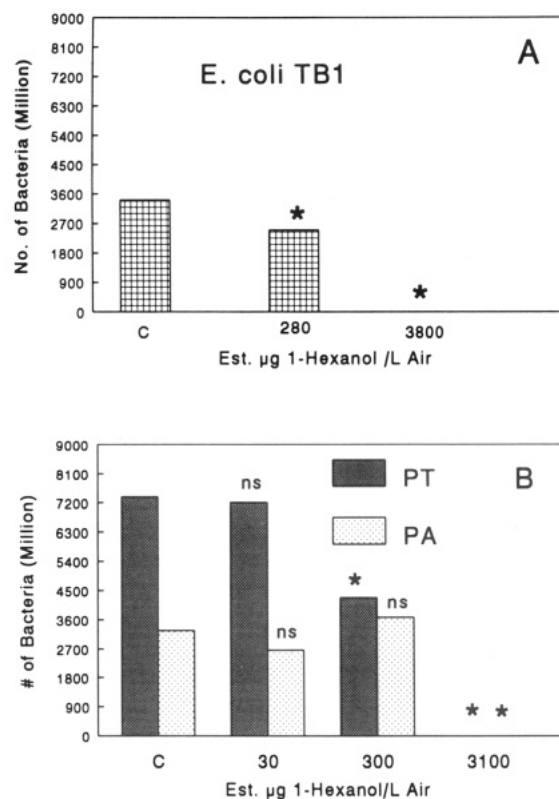 A
E. coli TB1
No. of Bacteria (Million)
9000
8100
7200
6300
5400
4500
3600
2700
1800
900
0
C 280 3800
* *
Est. µg 1-Hexanol /L Air
B
PT
PA
# of Bacteria (Million)
9000
8100
7200
6300
5400
4500
3600
2700
1800
900
0
ns
ns
*
ns
* *
C 30 300 3100
Est. µg 1-Hexanol/L Air